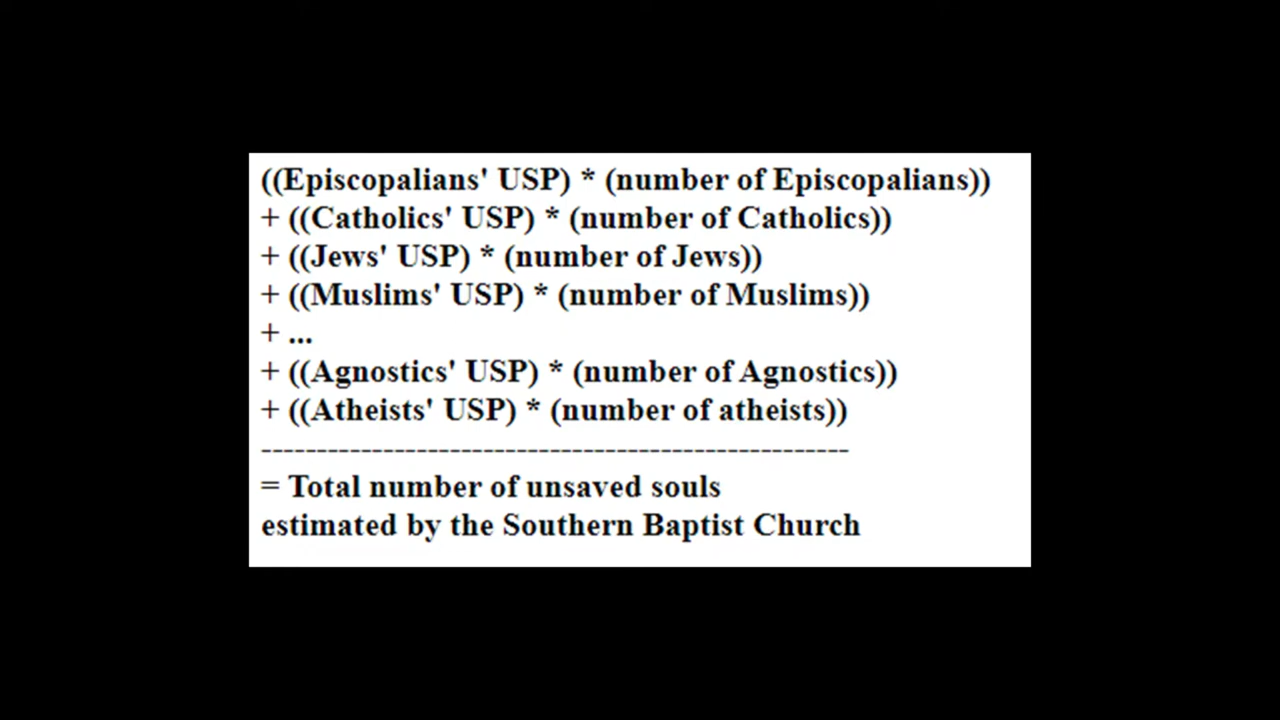 ((Episcopalians' USP) * (number of Episcopalians))
+ ((Catholics' USP) * (number of Catholics))
+ ((Jews' USP) * (number of Jews))
+ ((Muslims' USP) * (number of Muslims))
+ ...
+ ((Agnostics' USP) * (number of Agnostics))
+ ((Atheists' USP) * (number of atheists))
-----------------------------------------------------
= Total number of unsaved souls
estimated by the Southern Baptist Church